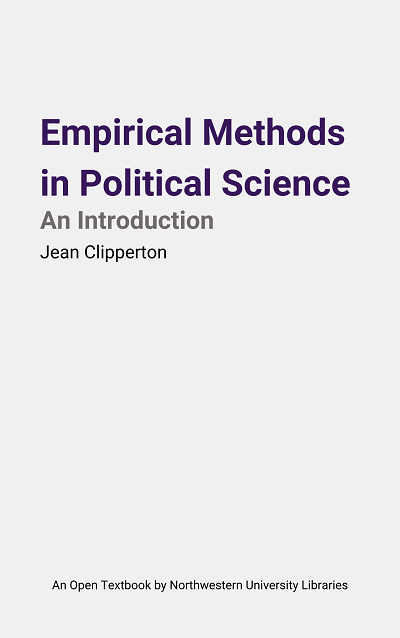 Empirical Methods
in Political Science
An Introduction
Jean Clipperton
An Open Textbook by Northwestern University Libraries